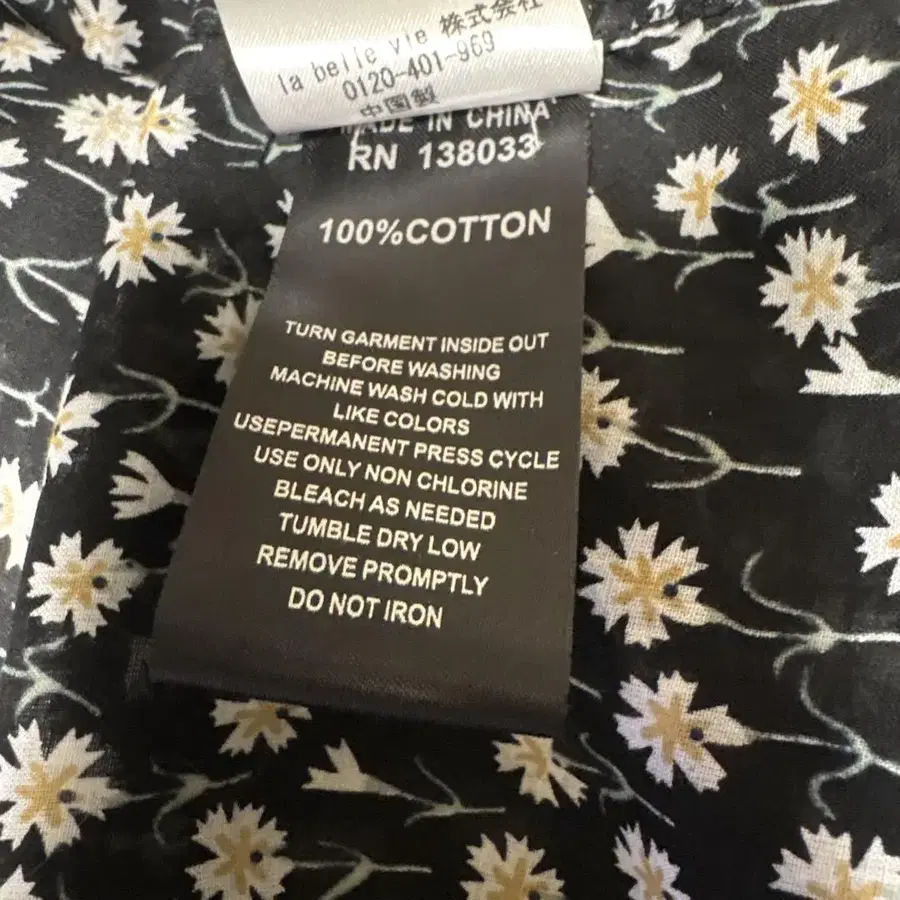 la belle vie 株式会社
0120-401-969
中国製
MADE IN CHINA
RN 138033
100%COTTON
TURN GARMENT INSIDE OUT
BEFORE WASHING
MACHINE WASH COLD WITH
LIKE COLORS
USEPERMANENT PRESS CYCLE
USE ONLY NON CHLORINE
BLEACH AS NEEDED
TUMBLE DRY LOW
REMOVE PROMPTLY
DO NOT IRON